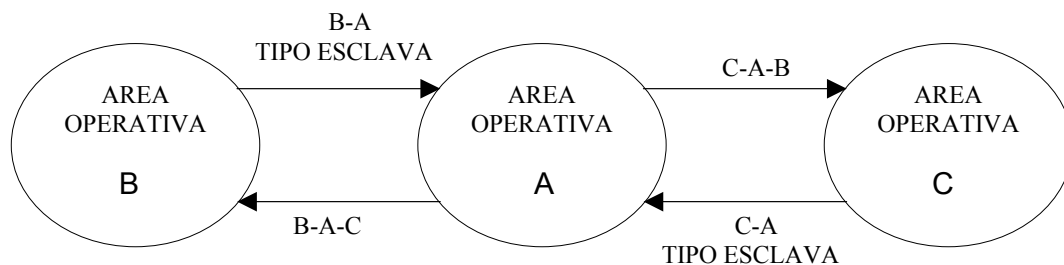 B-A
TIPO ESCLAVA
C-A-B
AREA
OPERATIVA
B
AREA
OPERATIVA
A
AREA
OPERATIVA
C
B-A-C
C-A
TIPO ESCLAVA